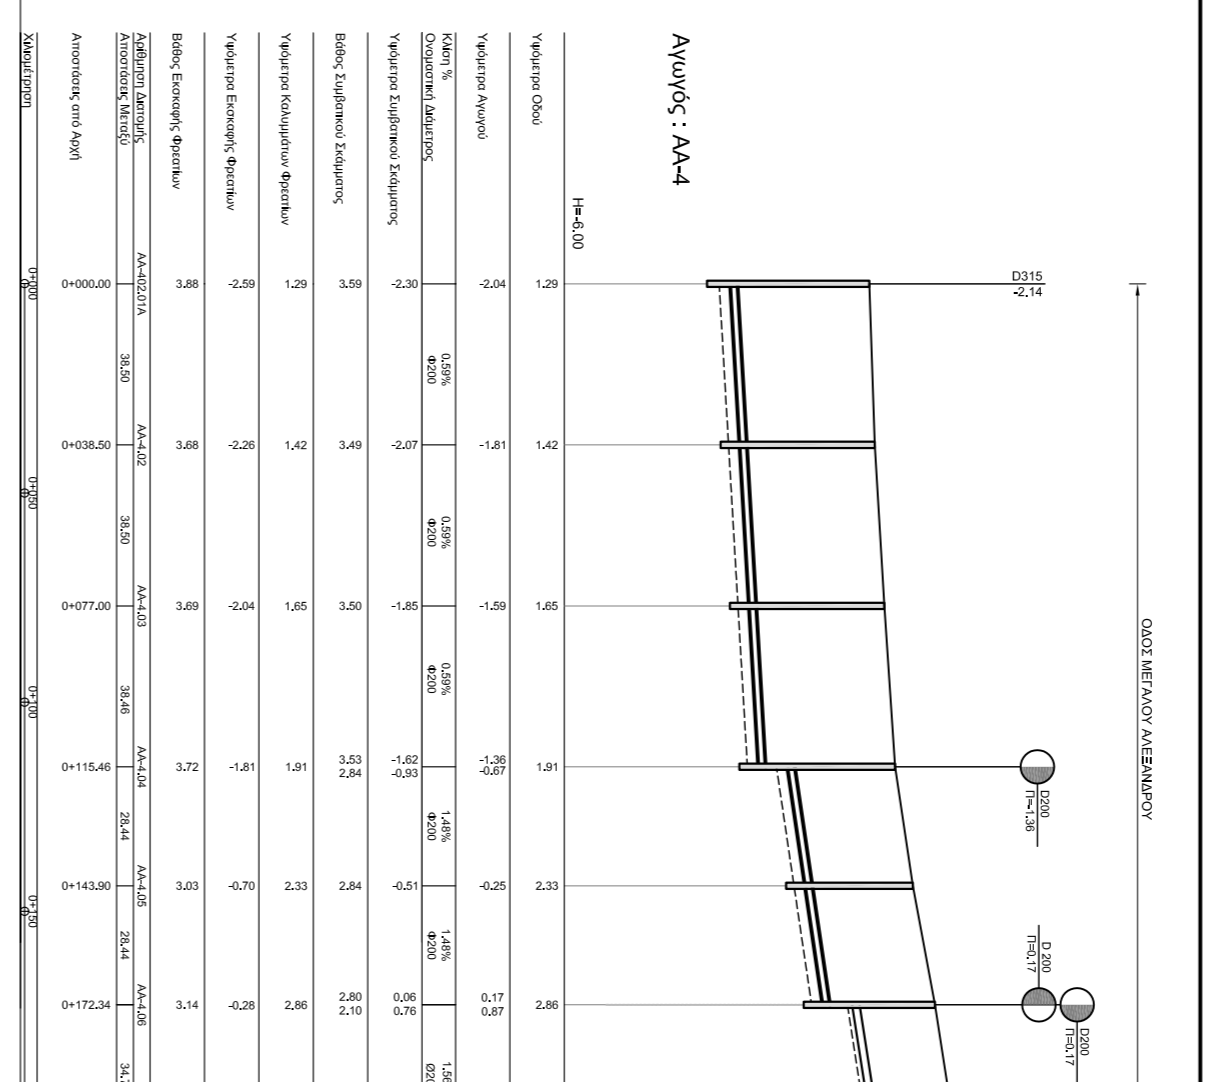 Αγωγός : ΑΑ-4
ΟΔΟΣ ΜΕΓΑΛΟΥ ΑΛΕΞΑΝΔΡΟΥ
D315
-2.14
D200
Π=-1.36
D 200
Π=0.17
D200
Π=0.17
H=-6.00
Υψόμετρα Οδού
1.29 1.42 1.65 1.91 2.33 2.86
Υψόμετρα Αγωγού
-2.04 -1.81 -1.59 -1.36 -0.67 -0.25 0.17 0.87
Κλίση %
0.59% 0.59% 0.59% 1.48% 1.48%
Ονομαστική Διάμετρος
Φ200 Φ200 Φ200 Φ200 Φ200
Υψόμετρα Συμβατικού Σκάμματος
-2.30 -2.07 -1.85 -1.62 -0.93 -0.51 0.06 0.76
Βάθος Συμβατικού Σκάμματος
3.59 3.49 3.50 3.53 2.84 2.84 2.80 2.10
Υψόμετρα Καλυμμάτων Φρεατίων
1.29 1.42 1.65 1.91 2.33 2.86
Υψόμετρα Εκσκαφής Φρεατίων
-2.59 -2.26 -2.04 -1.81 -0.70 -0.28
Βάθος Εκσκαφής Φρεατίων
3.88 3.68 3.69 3.72 3.03 3.14
Αρίθμηση Διατομής
ΑΑ-402.01Α ΑΑ-4.02 ΑΑ-4.03 ΑΑ-4.04 ΑΑ-4.05 ΑΑ-4.06
Αποστάσεις Μεταξύ
38.50 38.50 38.46 28.44 28.44
Αποστάσεις από Αρχή
0+000.00 0+038.50 0+077.00 0+115.46 0+143.90 0+172.34
Χιλιομέτρηση
0+000 0+050 0+100 0+150